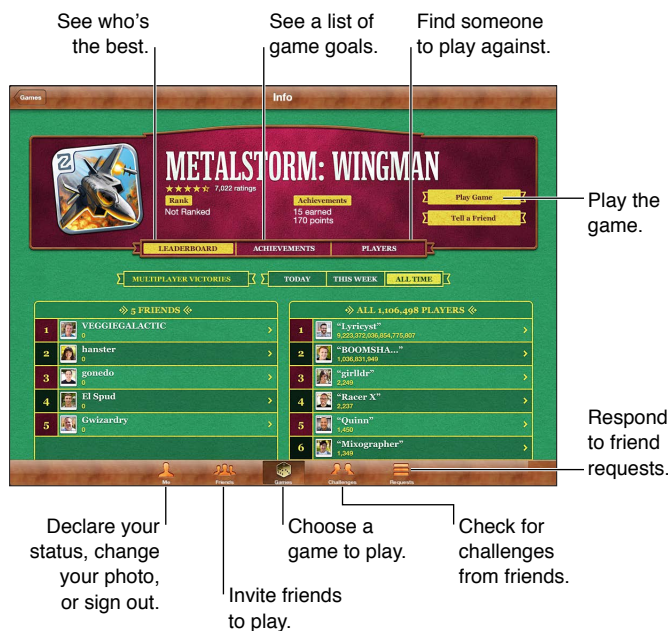 See who's
the best.
See a list of
game goals.
Find someone
to play against.
Games
Info
METALSTORM: WINGMAN
7,022 ratings
Rank
Not Ranked
Achievements
15 earned
170 points
Play Game
Tell a Friend
Play the
game.
LEADERBOARD ACHIEVEMENTS PLAYERS
MULTIPLAYER VICTORIES TODAY THIS WEEK ALL TIME
5 FRIENDS
1 VEGGIEGALACTIC
0
2 hanster
0
3 gonedo
0
4 El Spud
0
5 Gwizardry
0
ALL 1,106,498 PLAYERS
1 "Lyricyst"
9,223,372,036,854,775,807
2 "BOOMSHA..."
1,036,831,949
3 "girlldr"
2,249
4 "Racer X"
2,237
5 "Quinn"
1,450
6 "Mixographer"
1,349
Respond
to friend
requests.
Me Friends Games Challenges Requests
Declare your
status, change
your photo,
or sign out.
Invite friends
to play.
Choose a
game to play.
Check for
challenges
from friends.